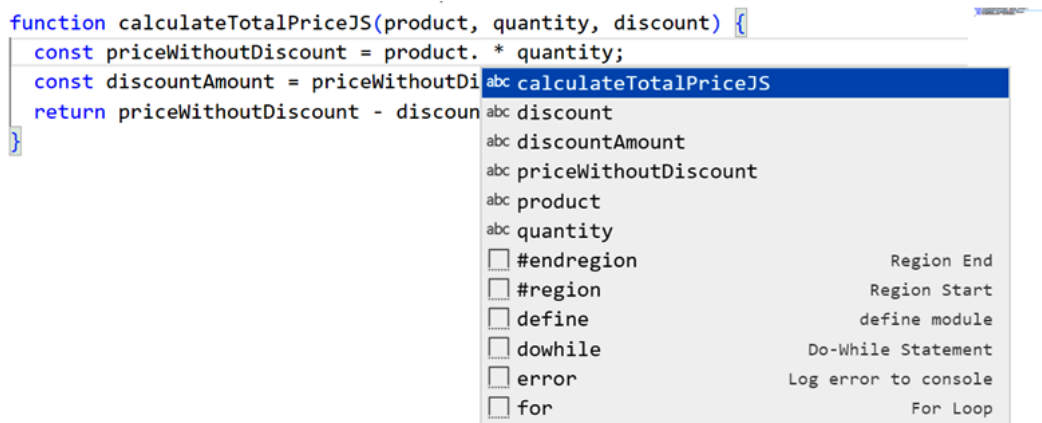 function calculateTotalPriceJS(product, quantity, discount) {
const priceWithoutDiscount = product. * quantity;
const discountAmount = priceWithoutDi
return priceWithoutDiscount - discoun
}
abc calculateTotalPriceJS
abc discount
abc discountAmount
abc priceWithoutDiscount
abc product
abc quantity
#endregion Region End
#region Region Start
define define module
dowhile Do-While Statement
error Log error to console
for For Loop